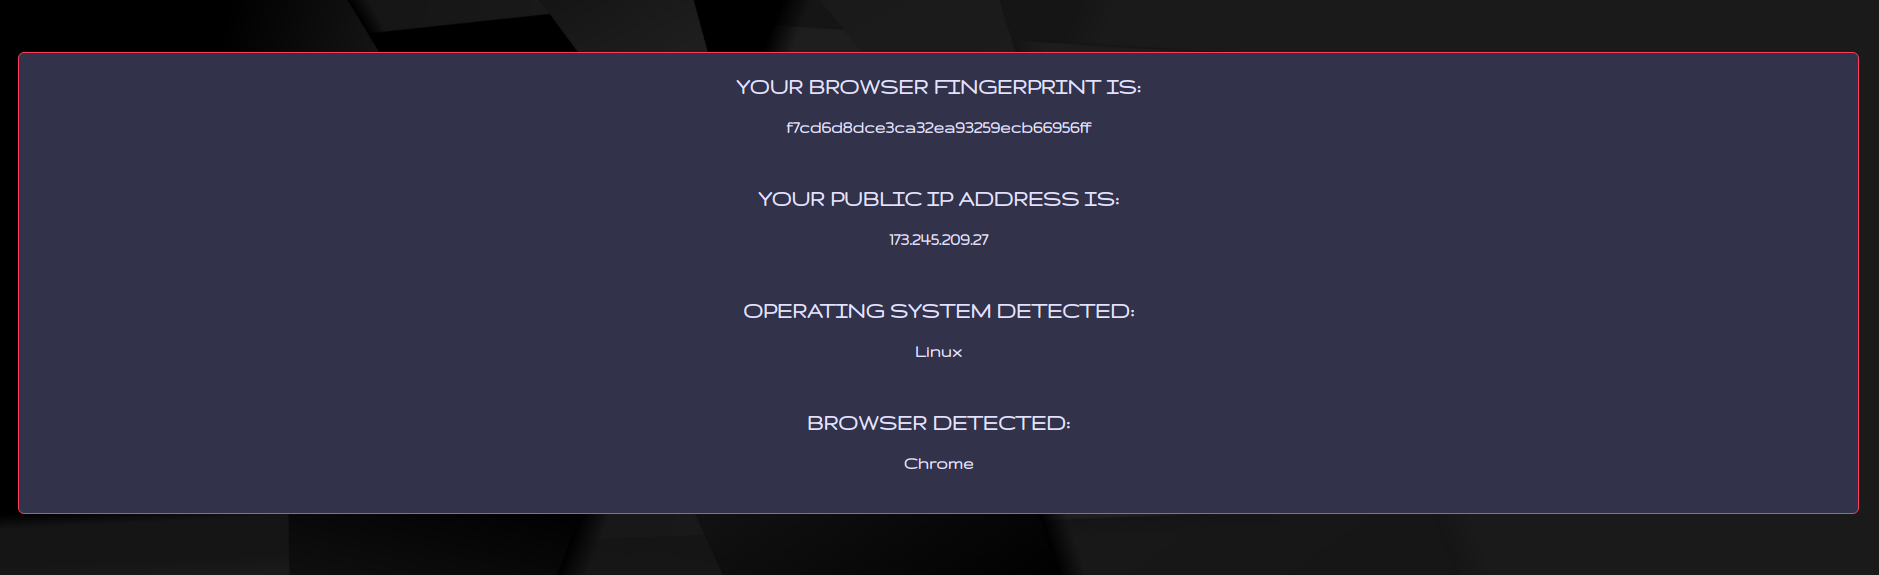 YOUR BROWSER FINGERPRINT IS:
f7cd6d8dce3ca32ea93259ecb66956ff
YOUR PUBLIC IP ADDRESS IS:
173.245.209.27
OPERATING SYSTEM DETECTED:
Linux
BROWSER DETECTED:
Chrome